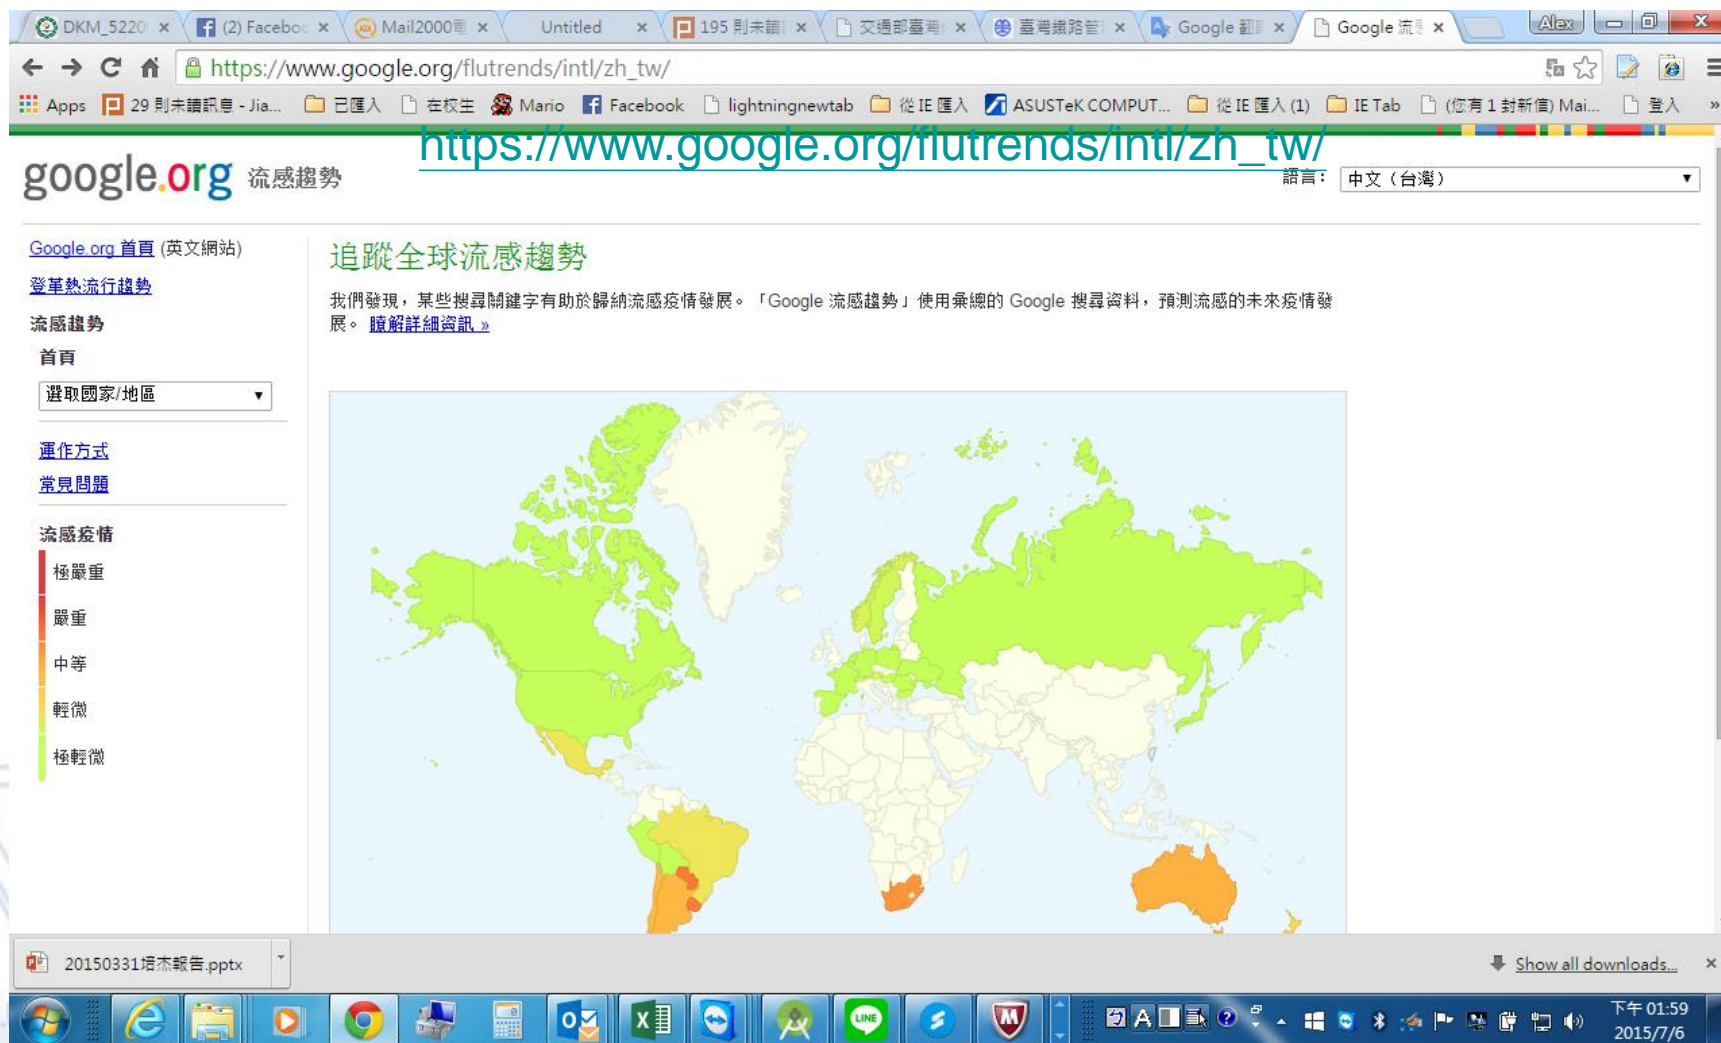 DKM_5220
(2) Faceboo
Mail2000電
Untitled
195 則未讀
交通部臺灣
臺灣鐵路管
Google 翻
Google 流
Alex
https://www.google.org/flutrends/intl/zh_tw/
Apps
29 則未讀訊息 - Jia...
已匯入
在校生
Mario
Facebook
lightningnewtab
從 IE 匯入
ASUSTeK COMPUT...
從 IE 匯入 (1)
IE Tab
(您有 1 封新信) Mai...
登入
»
https://www.google.org/flutrends/intl/zh_tw/
google.org 流感趨勢
語言：
中文（台灣）
Google.org 首頁 (英文網站)
登革熱流行趨勢
流感趨勢
首頁
選取國家/地區
運作方式
常見問題
流感疫情
極嚴重
嚴重
中等
輕微
極輕微
追蹤全球流感趨勢
我們發現，某些搜尋關鍵字有助於歸納流感疫情發展。「Google 流感趨勢」使用彙總的 Google 搜尋資料，預測流感的未來疫情發
展。 瞭解詳細資訊 »
20150331培杰報告.pptx
Show all downloads...
LINE
下午 01:59
2015/7/6